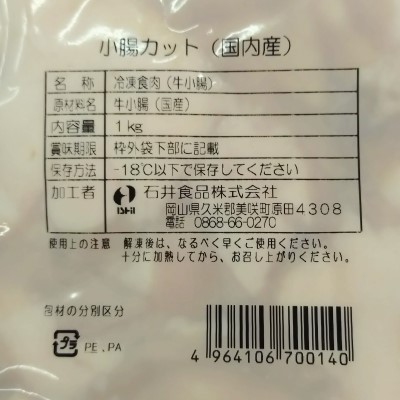 小腸カット（国内産）
名 称 冷凍食肉（牛小腸）
原材料名 牛小腸（国産）
内容量 1kg
賞味期限 枠外袋下部に記載
保存方法 -18℃以下で保存してください
加工者 ISHII 石井食品株式会社
岡山県久米郡美咲町原田4308
電話 0868-66-0270
使用上の注意 解凍後は、なるべく早くご使用ください。
十分に加熱してから、お召し上がりください。
包材の分別区分
プラ PE,PA
4 964106 700140